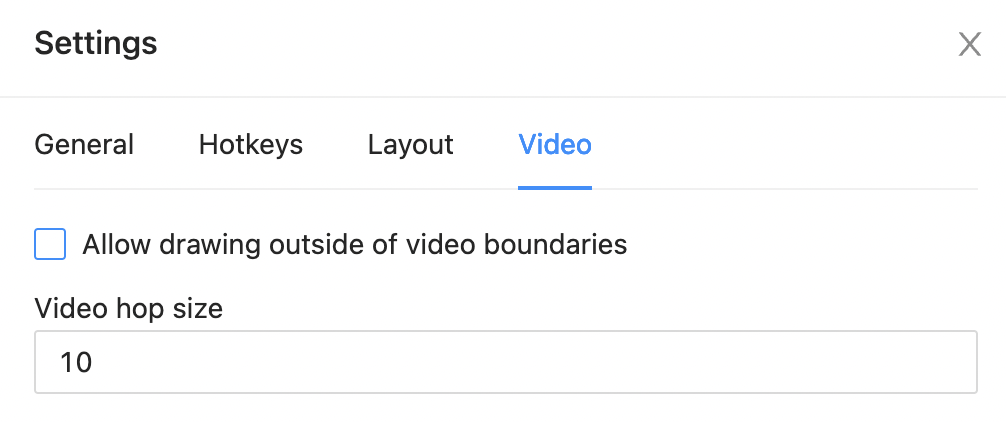 Settings
General Hotkeys Layout Video
Allow drawing outside of video boundaries
Video hop size
10